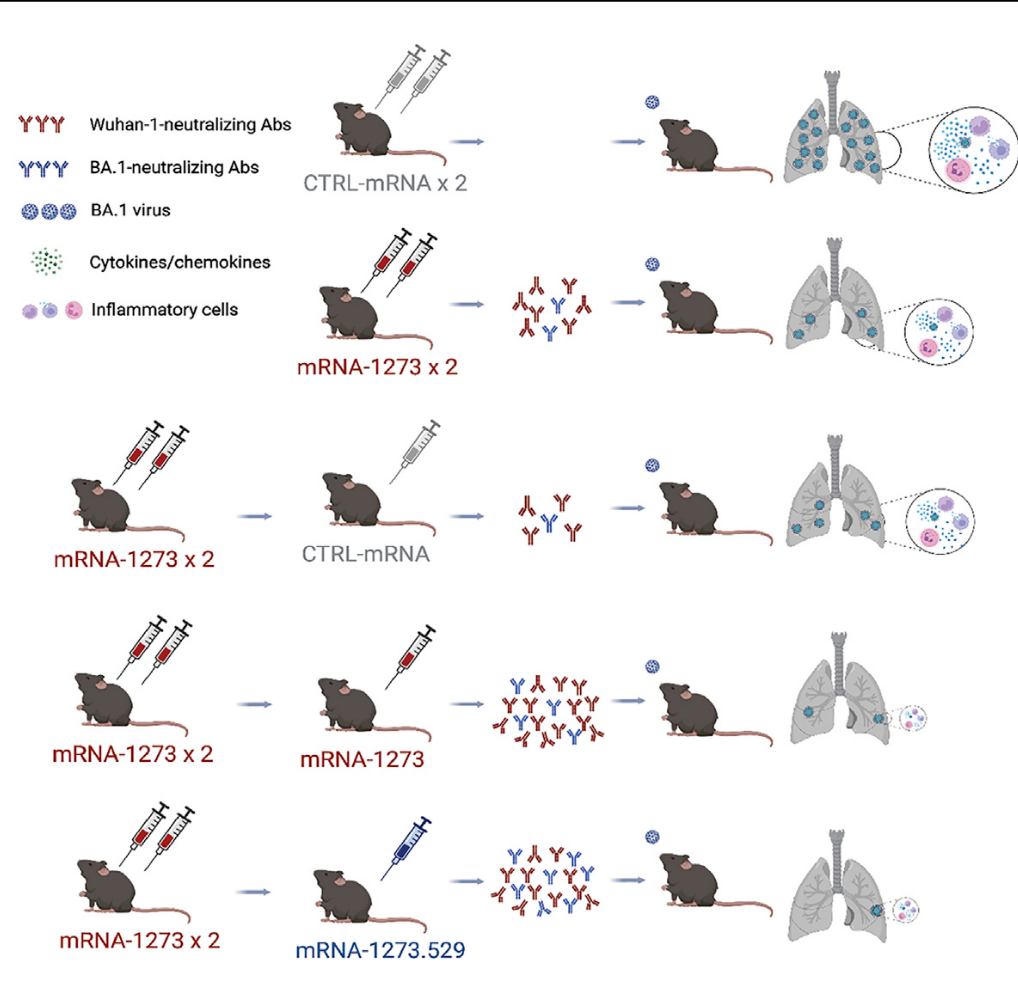 Wuhan-1-neutralizing Abs
BA.1-neutralizing Abs
BA.1 virus
Cytokines/chemokines
Inflammatory cells
CTRL-mRNA x 2
mRNA-1273 x 2
mRNA-1273 x 2
CTRL-mRNA
mRNA-1273 x 2
mRNA-1273
mRNA-1273 x 2
mRNA-1273.529